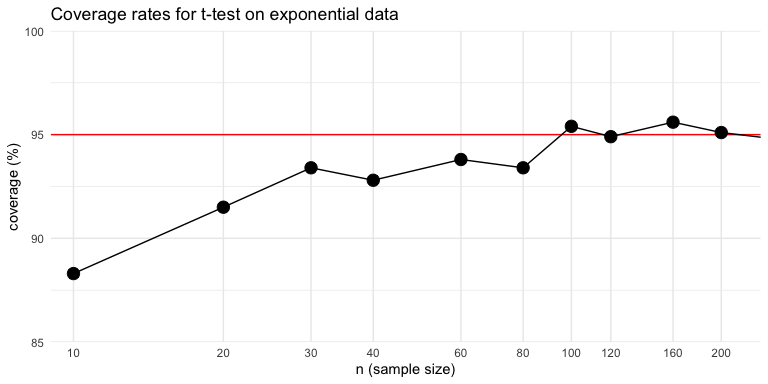 Coverage rates for t-test on exponential data
100
95
90
85
coverage (%)
10 20 30 40 60 80 100 120 160 200
n (sample size)